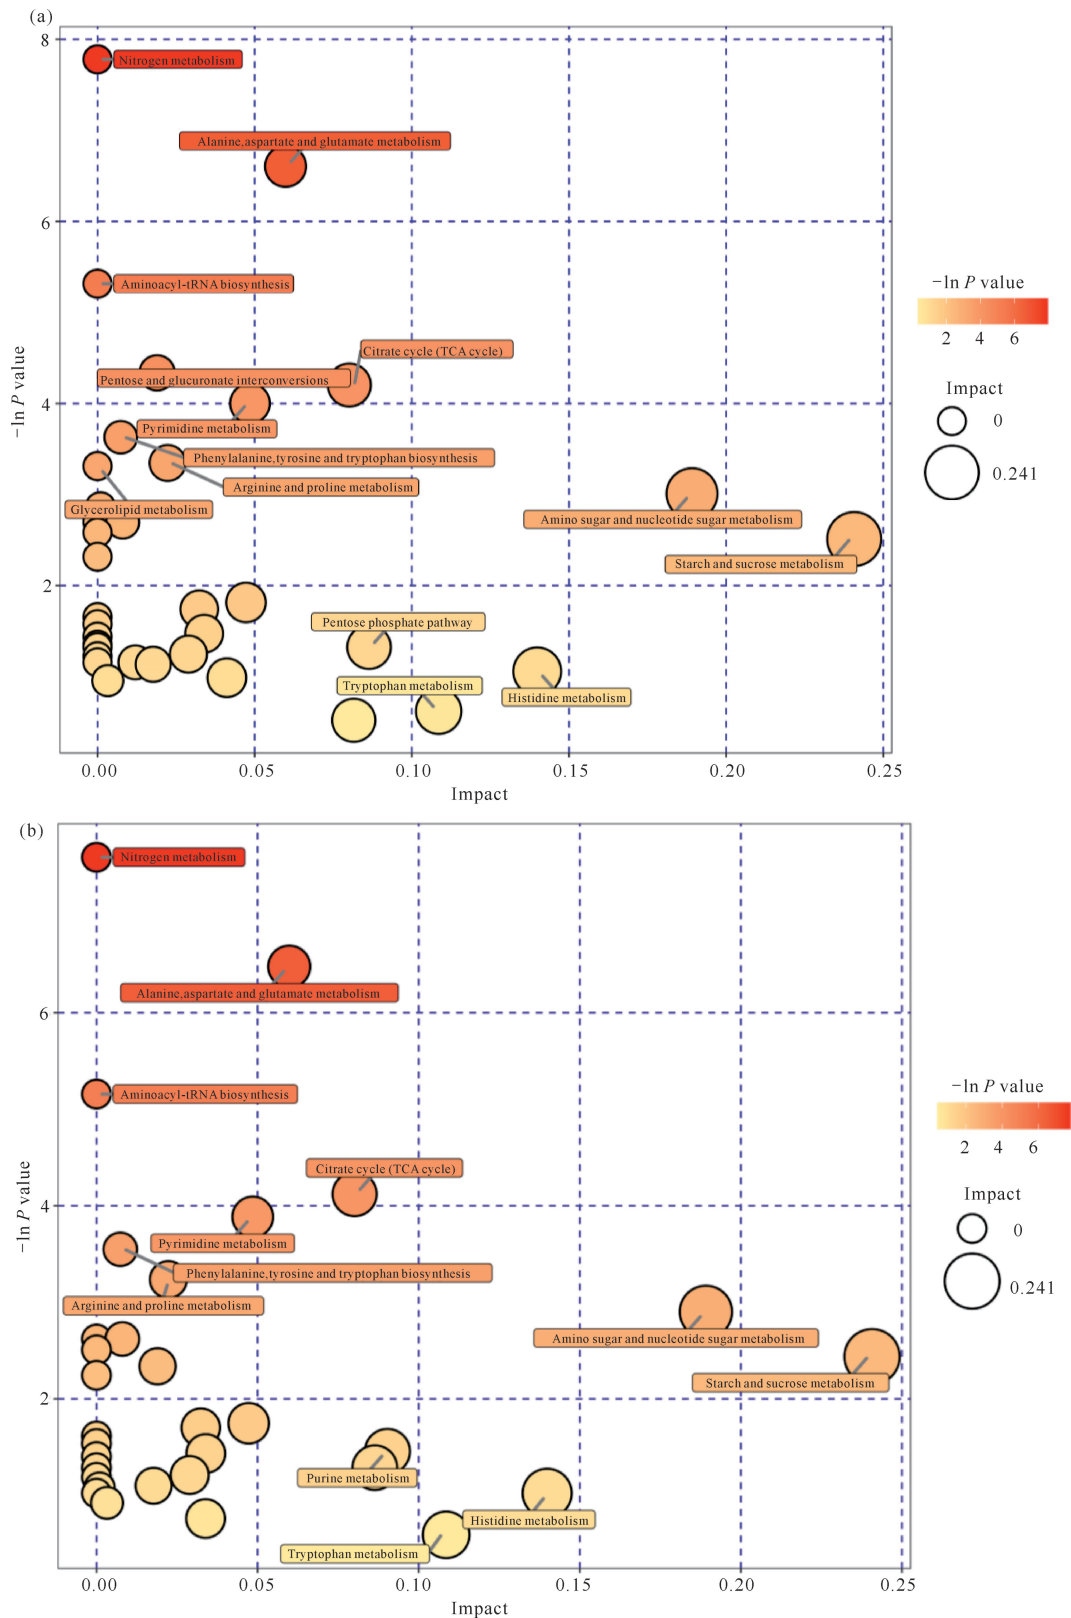 (a)
8
Nitrogen metabolism
Alanine,aspartate and glutamate metabolism
6
Aminoacyl-tRNA biosynthesis
−ln P value
2 4 6
Citrate cycle (TCA cycle)
Pentose and glucuronate interconversions
−ln P value
4
Impact
0
0.241
Pyrimidine metabolism
Phenylalanine,tyrosine and tryptophan biosynthesis
Arginine and proline metabolism
Glycerolipid metabolism
Amino sugar and nucleotide sugar metabolism
Starch and sucrose metabolism
2
Pentose phosphate pathway
Tryptophan metabolism
Histidine metabolism
0.00 0.05 0.10 0.15 0.20 0.25
Impact
(b)
Nitrogen metabolism
Alanine,aspartate and glutamate metabolism
6
Aminoacyl-tRNA biosynthesis
−ln P value
2 4 6
Citrate cycle (TCA cycle)
−ln P value
4
Impact
0
0.241
Pyrimidine metabolism
Phenylalanine,tyrosine and tryptophan biosynthesis
Arginine and proline metabolism
Amino sugar and nucleotide sugar metabolism
Starch and sucrose metabolism
2
Purine metabolism
Histidine metabolism
Tryptophan metabolism
0.00 0.05 0.10 0.15 0.20 0.25
Impact